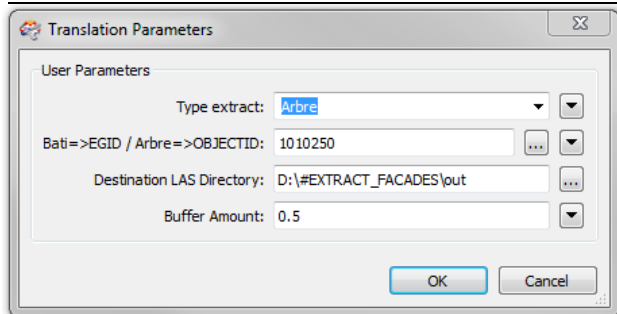 Translation Parameters
User Parameters
Type extract: Arbre
Bati=>EGID / Arbre=>OBJECTID: 1010250 ...
Destination LAS Directory: D:\#EXTRACT_FACADES\out ...
Buffer Amount: 0.5
OK Cancel